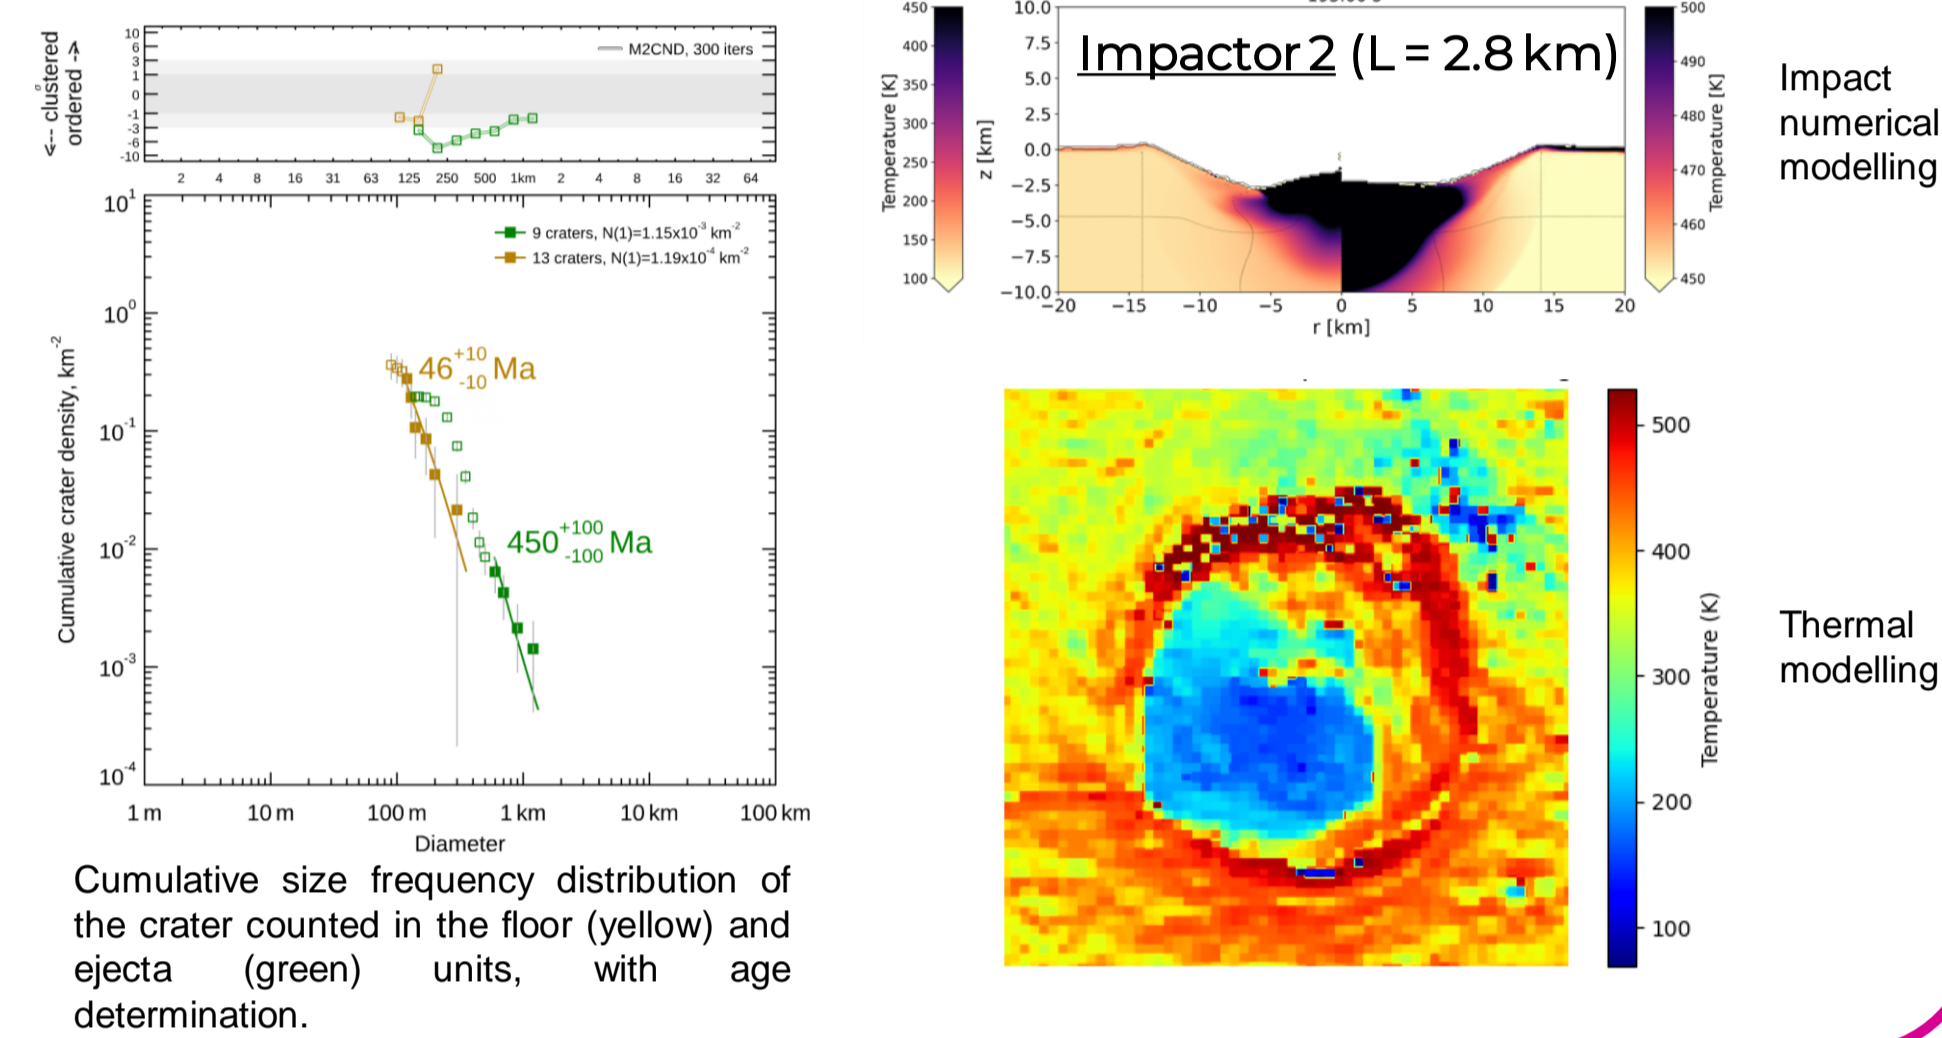 <-- clustered
ordered ->
10
6
3
1
0
-1
-3
-6
-10
M2CND, 300 iters
2 4 8 16 31 63 125 250 500 1km 2 4 8 16 32 64
Cumulative crater density, km-2
10^1
10^0
10^-1
10^-2
10^-3
10^-4
9 craters, N(1)=1.15x10^-3 km^-2
13 craters, N(1)=1.19x10^-4 km^-2
46 +10 -10 Ma
450 +100 -100 Ma
1 m 10 m 100 m 1 km 10 km 100 km
Diameter
Cumulative size frequency distribution of
the crater counted in the floor (yellow) and
ejecta (green) units, with age
determination.
Temperature [K]
450
400
350
300
250
200
150
100
z [km]
10.0
7.5
5.0
2.5
0.0
−2.5
−5.0
−7.5
−10.0
Impactor 2 (L = 2.8 km)
−20 −15 −10 −5 0 5 10 15 20
r [km]
500
490
480
470
460
450
Temperature [K]
Impact
numerical
modelling
500
400
300
200
100
Temperature (K)
Thermal
modelling